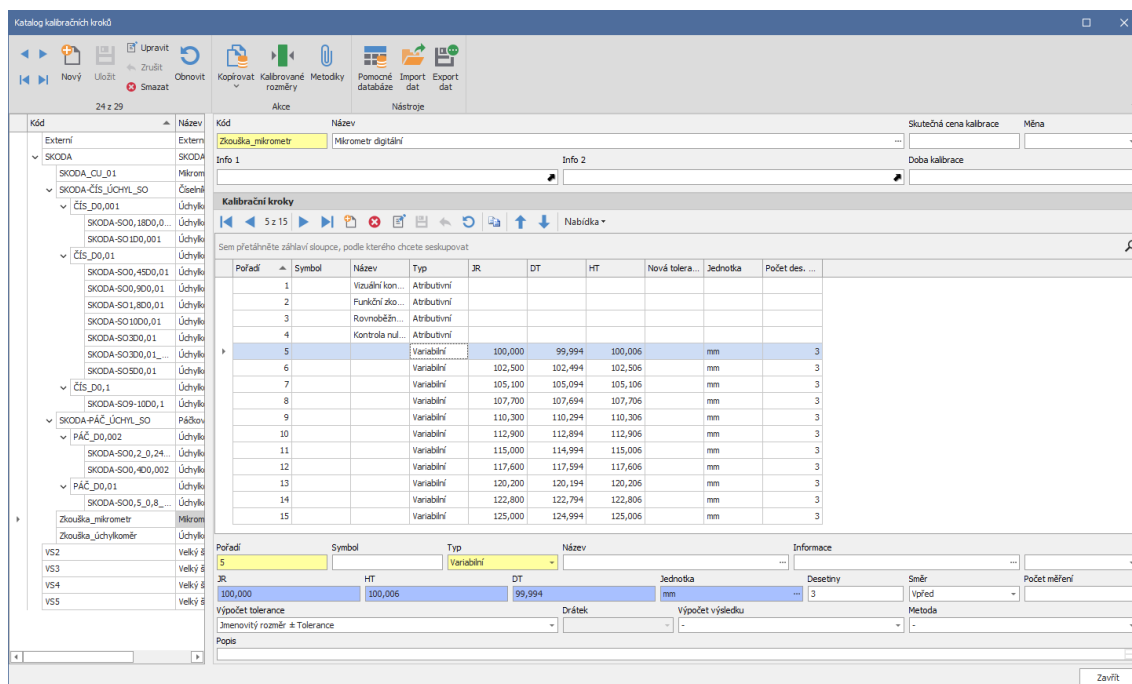 Katalog kalibračních kroků
Nový
Uložit
Upravit
Zrušit
Smazat
Obnovit
24 z 29
Kopírovat
Kalibrované rozměry
Metodiky
Akce
Pomocné databáze
Import dat
Export dat
Nástroje
Kód Název
Externí Extern
SKODA SKODA
SKODA_CU_01 Mikrom
SKODA-ČÍS_ÚCHYL_SO Číselník
ČÍS_D0,001 Úchylk
SKODA-SO0,18D0,0... Úchylk
SKODA-SO1D0,001 Úchylk
ČÍS_D0,01 Úchylk
SKODA-SO0,45D0,01 Úchylk
SKODA-SO0,9D0,01 Úchylk
SKODA-SO1,8D0,01 Úchylk
SKODA-SO10D0,01 Úchylk
SKODA-SO3D0,01 Úchylk
SKODA-SO3D0,01_... Úchylk
SKODA-SO5D0,01 Úchylk
ČÍS_D0,1 Úchylk
SKODA-SO9-10D0,1 Úchylk
SKODA-PÁČ_ÚCHYL_SO Páčkov
PÁČ_D0,002 Úchylk
SKODA-SO0,2_0,24... Úchylk
SKODA-SO0,4D0,002 Úchylk
PÁČ_D0,01 Úchylk
SKODA-SO0,5_0,8_... Úchylk
Zkouška_mikrometr Mikrom
Zkouška_úchylkoměr Úchylk
VS2 Velký š
VS3 Velký š
VS4 Velký š
VS5 Velký š
Kód Název Skutečná cena kalibrace Měna
Zkouška_mikrometr Mikrometr digitální ...
Info 1 Info 2 Doba kalibrace
Kalibrační kroky
5 z 15 Nabídka
Sem přetáhněte záhlaví sloupce, podle kterého chcete seskupovat
Pořadí Symbol Název Typ JR DT HT Nová tolera... Jednotka Počet des. ...
1 Vizuální kon... Atributivní
2 Funkční zko... Atributivní
3 Rovnoběžn... Atributivní
4 Kontrola nul... Atributivní
5 Variabilní 100,000 99,994 100,006 mm 3
6 Variabilní 102,500 102,494 102,506 mm 3
7 Variabilní 105,100 105,094 105,106 mm 3
8 Variabilní 107,700 107,694 107,706 mm 3
9 Variabilní 110,300 110,294 110,306 mm 3
10 Variabilní 112,900 112,894 112,906 mm 3
11 Variabilní 115,000 114,994 115,006 mm 3
12 Variabilní 117,600 117,594 117,606 mm 3
13 Variabilní 120,200 120,194 120,206 mm 3
14 Variabilní 122,800 122,794 122,806 mm 3
15 Variabilní 125,000 124,994 125,006 mm 3
Pořadí Symbol Typ Název Informace
5 Variabilní ... ...
JR HT DT Jednotka Desetiny Směr Počet měření
100,000 100,006 99,994 mm ... 3 Vpřed
Výpočet tolerance Drátek Výpočet výsledku Metoda
Jmenovitý rozměr ± Tolerance - -
Popis
Zavřít